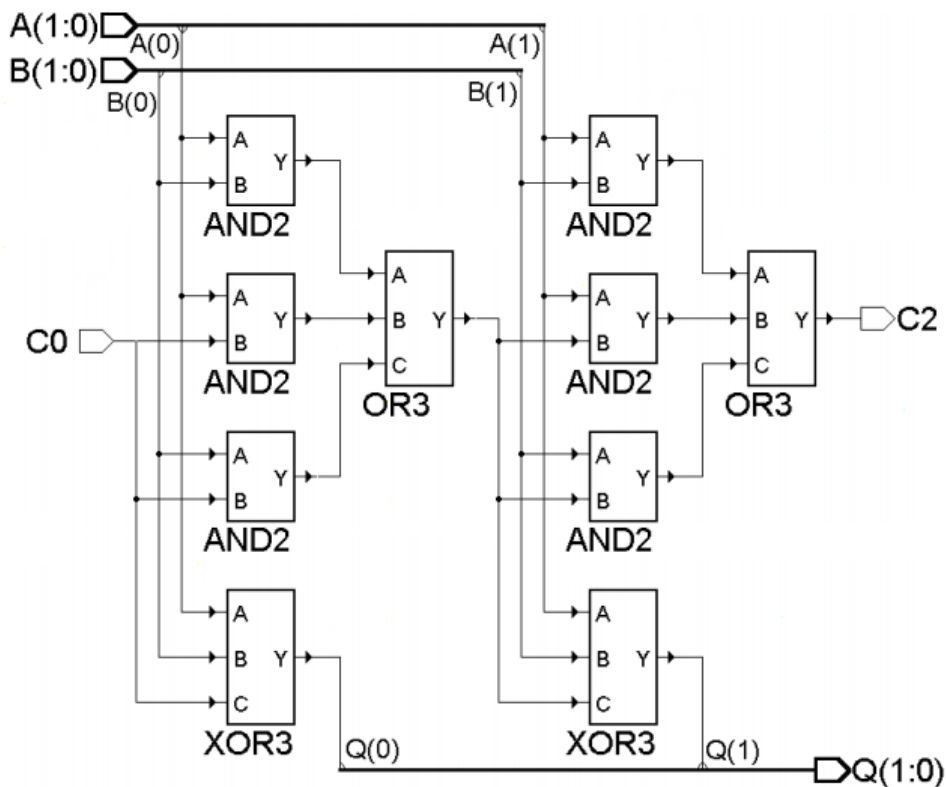 A(1:0)
A(0)
A(1)
B(1:0)
B(0)
B(1)
A
Y
B
AND2
A
Y
B
AND2
A
Y
B
AND2
A
B
Y
C
OR3
C0
A
B
Y
C
XOR3
Q(0)
A
Y
B
AND2
A
Y
B
AND2
A
Y
B
AND2
A
B
Y
C
OR3
C2
A
B
Y
C
XOR3
Q(1)
Q(1:0)